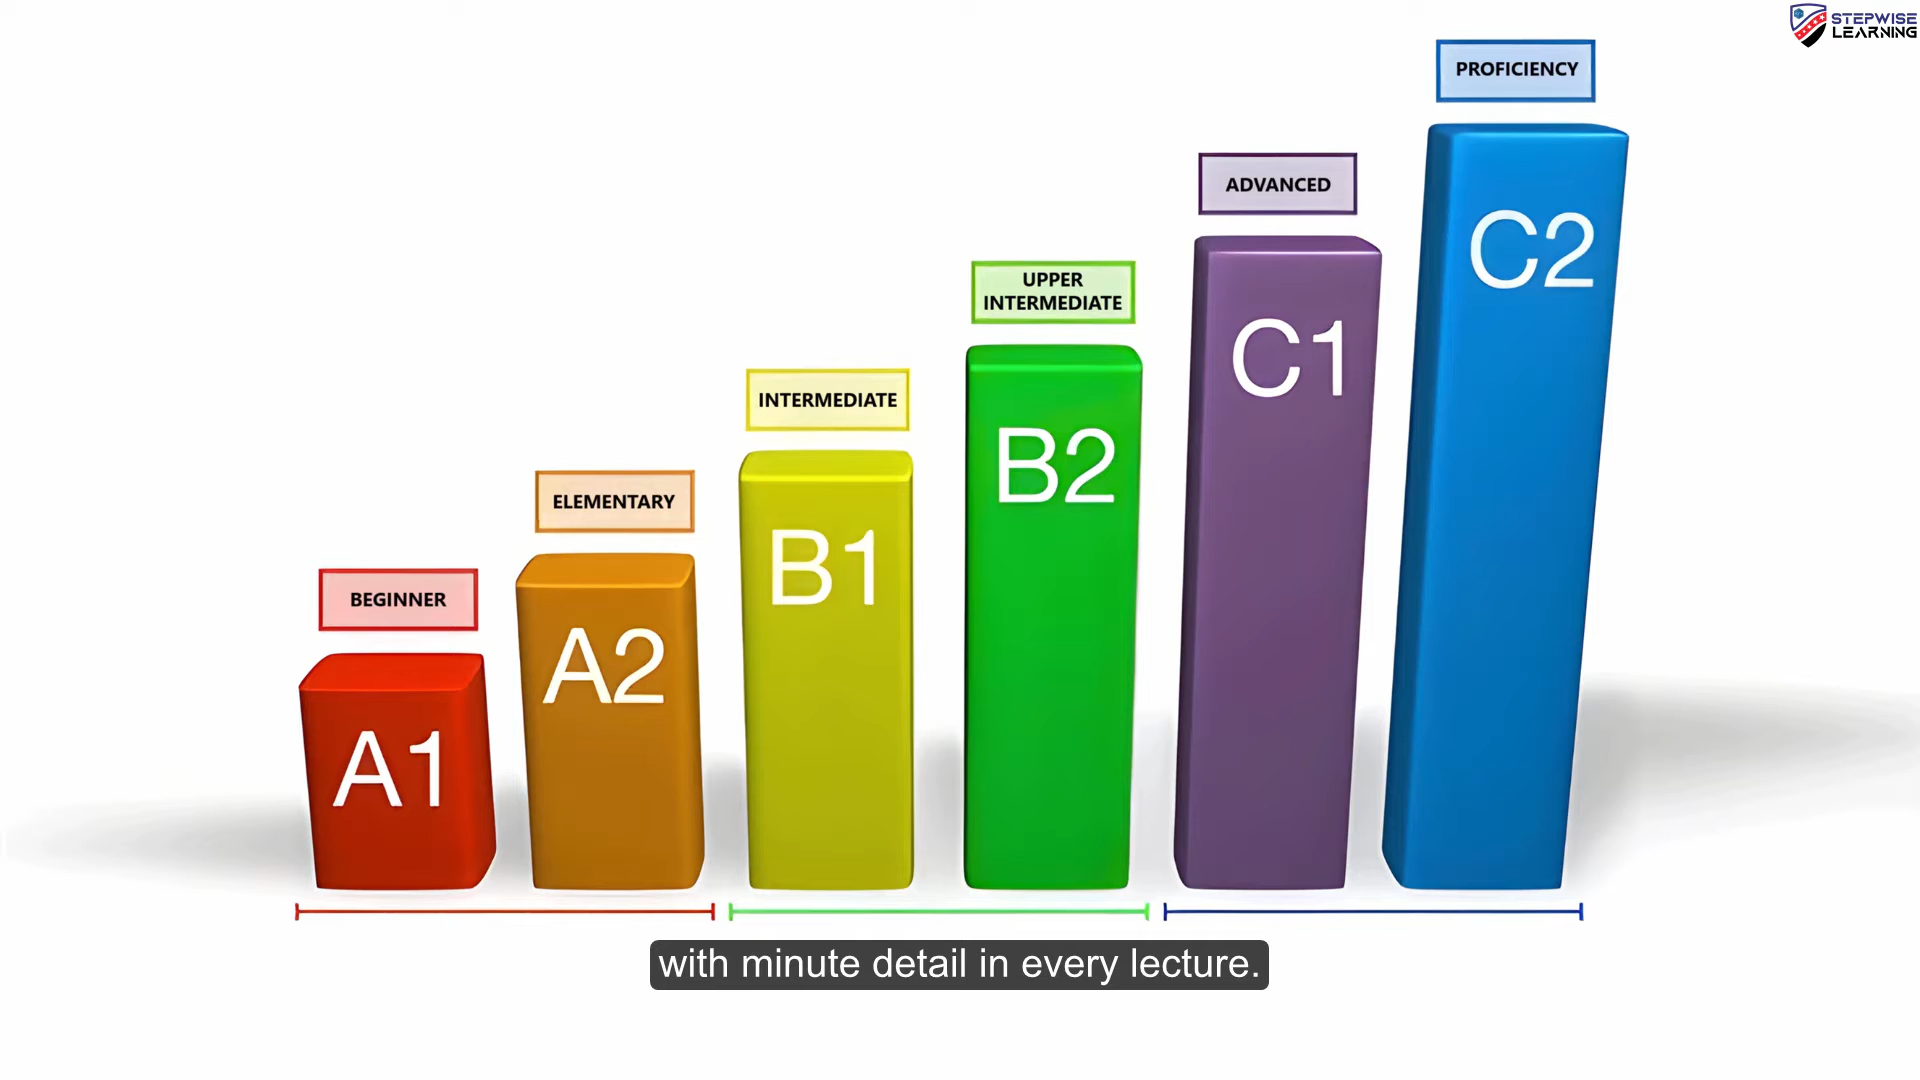 STEPWISE
LEARNING
PROFICIENCY
ADVANCED
UPPER
INTERMEDIATE
INTERMEDIATE
ELEMENTARY
BEGINNER
A1
A2
B1
B2
C1
C2
with minute detail in every lecture.